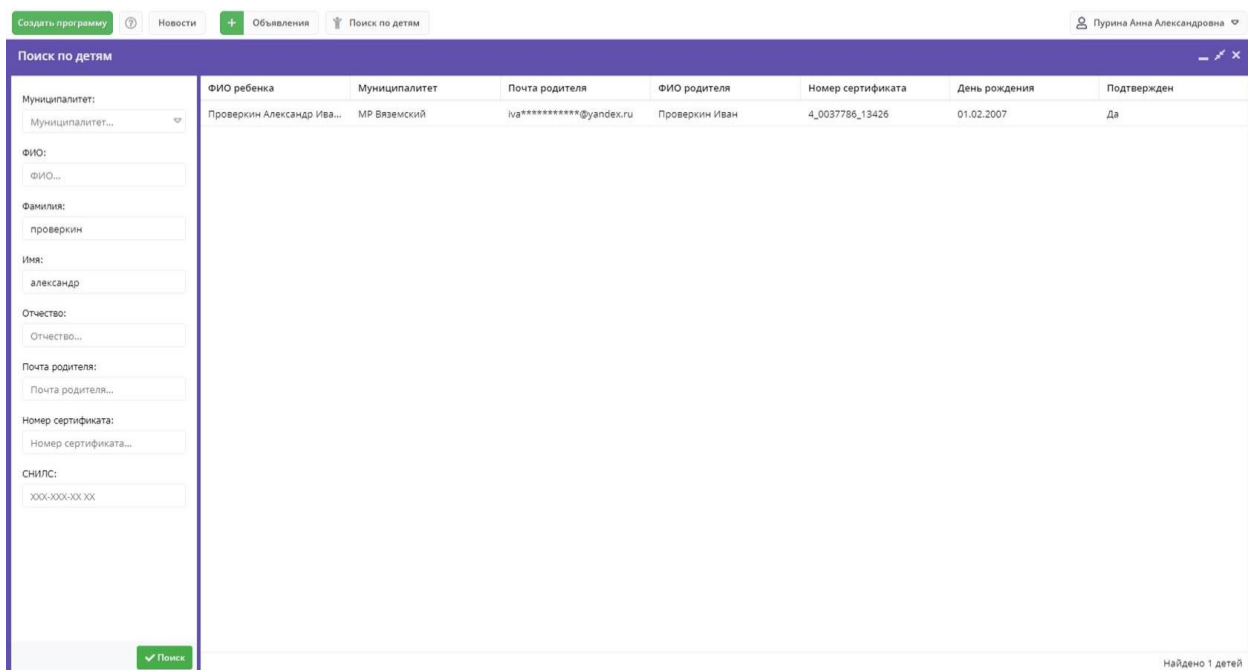 Создать программу ? Новости + Объявления Поиск по детям Пурина Анна Александровна
Поиск по детям
Муниципалитет:
Муниципалитет...
ФИО:
ФИО...
Фамилия:
проверкин
Имя:
александр
Отчество:
Отчество...
Почта родителя:
Почта родителя...
Номер сертификата:
Номер сертификата...
СНИЛС:
XXX-XXX-XX XX
Поиск
ФИО ребенка Муниципалитет Почта родителя ФИО родителя Номер сертификата День рождения Подтвержден
Проверкин Александр Ива... МР Вяземский iva***********@yandex.ru Проверкин Иван 4_0037786_13426 01.02.2007 Да
Найдено 1 детей